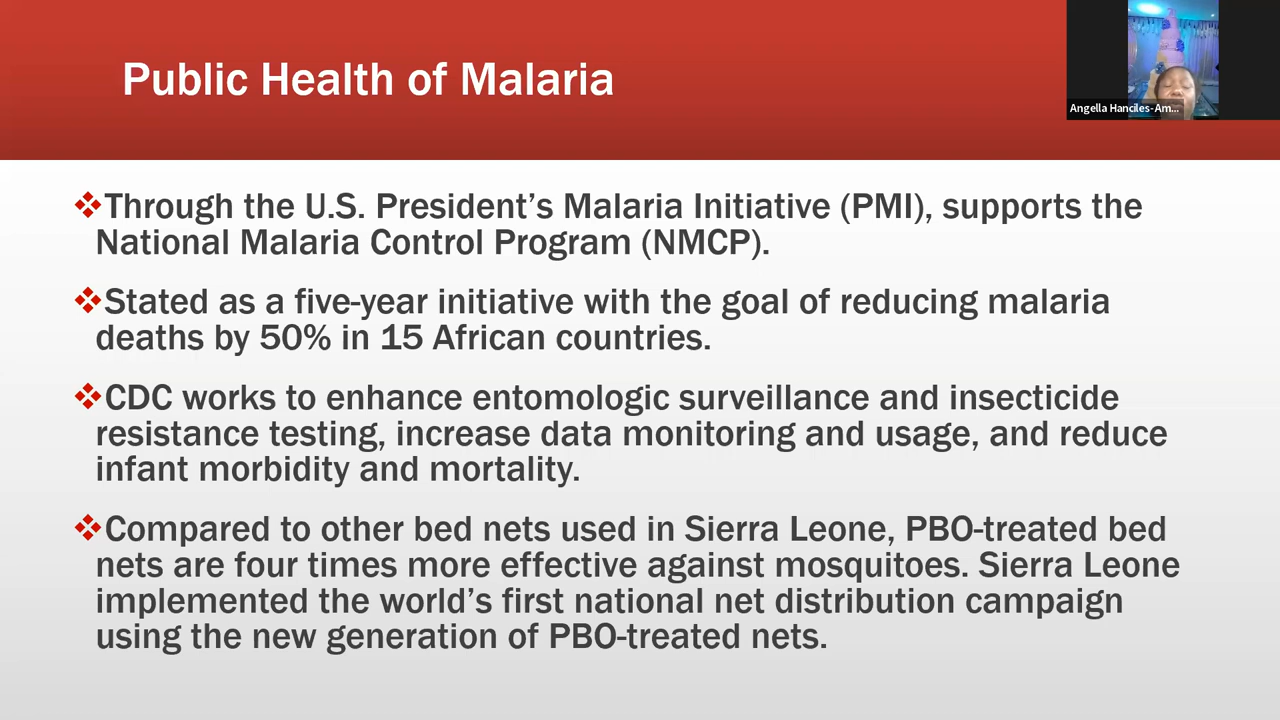 Public Health of Malaria
Angella Hanciles-Am...
❖Through the U.S. President’s Malaria Initiative (PMI), supports the
National Malaria Control Program (NMCP).
❖Stated as a five-year initiative with the goal of reducing malaria
deaths by 50% in 15 African countries.
❖CDC works to enhance entomologic surveillance and insecticide
resistance testing, increase data monitoring and usage, and reduce
infant morbidity and mortality.
❖Compared to other bed nets used in Sierra Leone, PBO-treated bed
nets are four times more effective against mosquitoes. Sierra Leone
implemented the world’s first national net distribution campaign
using the new generation of PBO-treated nets.